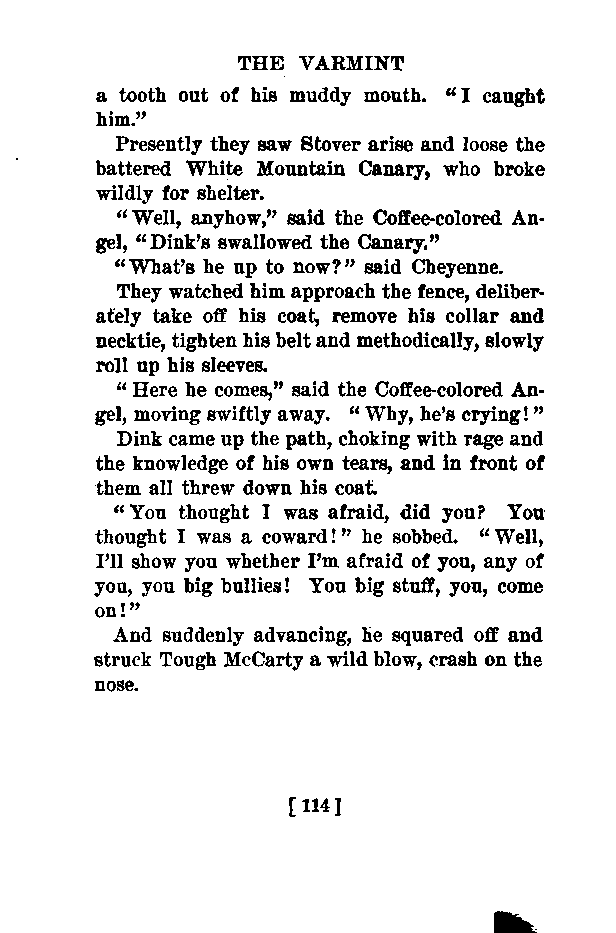 THE VARMINT
a tooth out of his muddy mouth. “I caught
him.”
Presently they saw Stover arise and loose the
battered White Mountain Canary, who broke
wildly for shelter.
“Well, anyhow,” said the Coffee-colored An-
gel, “Dink’s swallowed the Canary.”
“What’s he up to now?” said Cheyenne.
They watched him approach the fence, deliber-
ately take off his coat, remove his collar and
necktie, tighten his belt and methodically, slowly
roll up his sleeves.
“Here he comes,” said the Coffee-colored An-
gel, moving swiftly away. “Why, he’s crying!”
Dink came up the path, choking with rage and
the knowledge of his own tears, and in front of
them all threw down his coat.
“You thought I was afraid, did you? You
thought I was a coward!” he sobbed. “Well,
I’ll show you whether I’m afraid of you, any of
you, you big bullies! You big stuff, you, come
on!”
And suddenly advancing, he squared off and
struck Tough McCarty a wild blow, crash on the
nose.
[114]